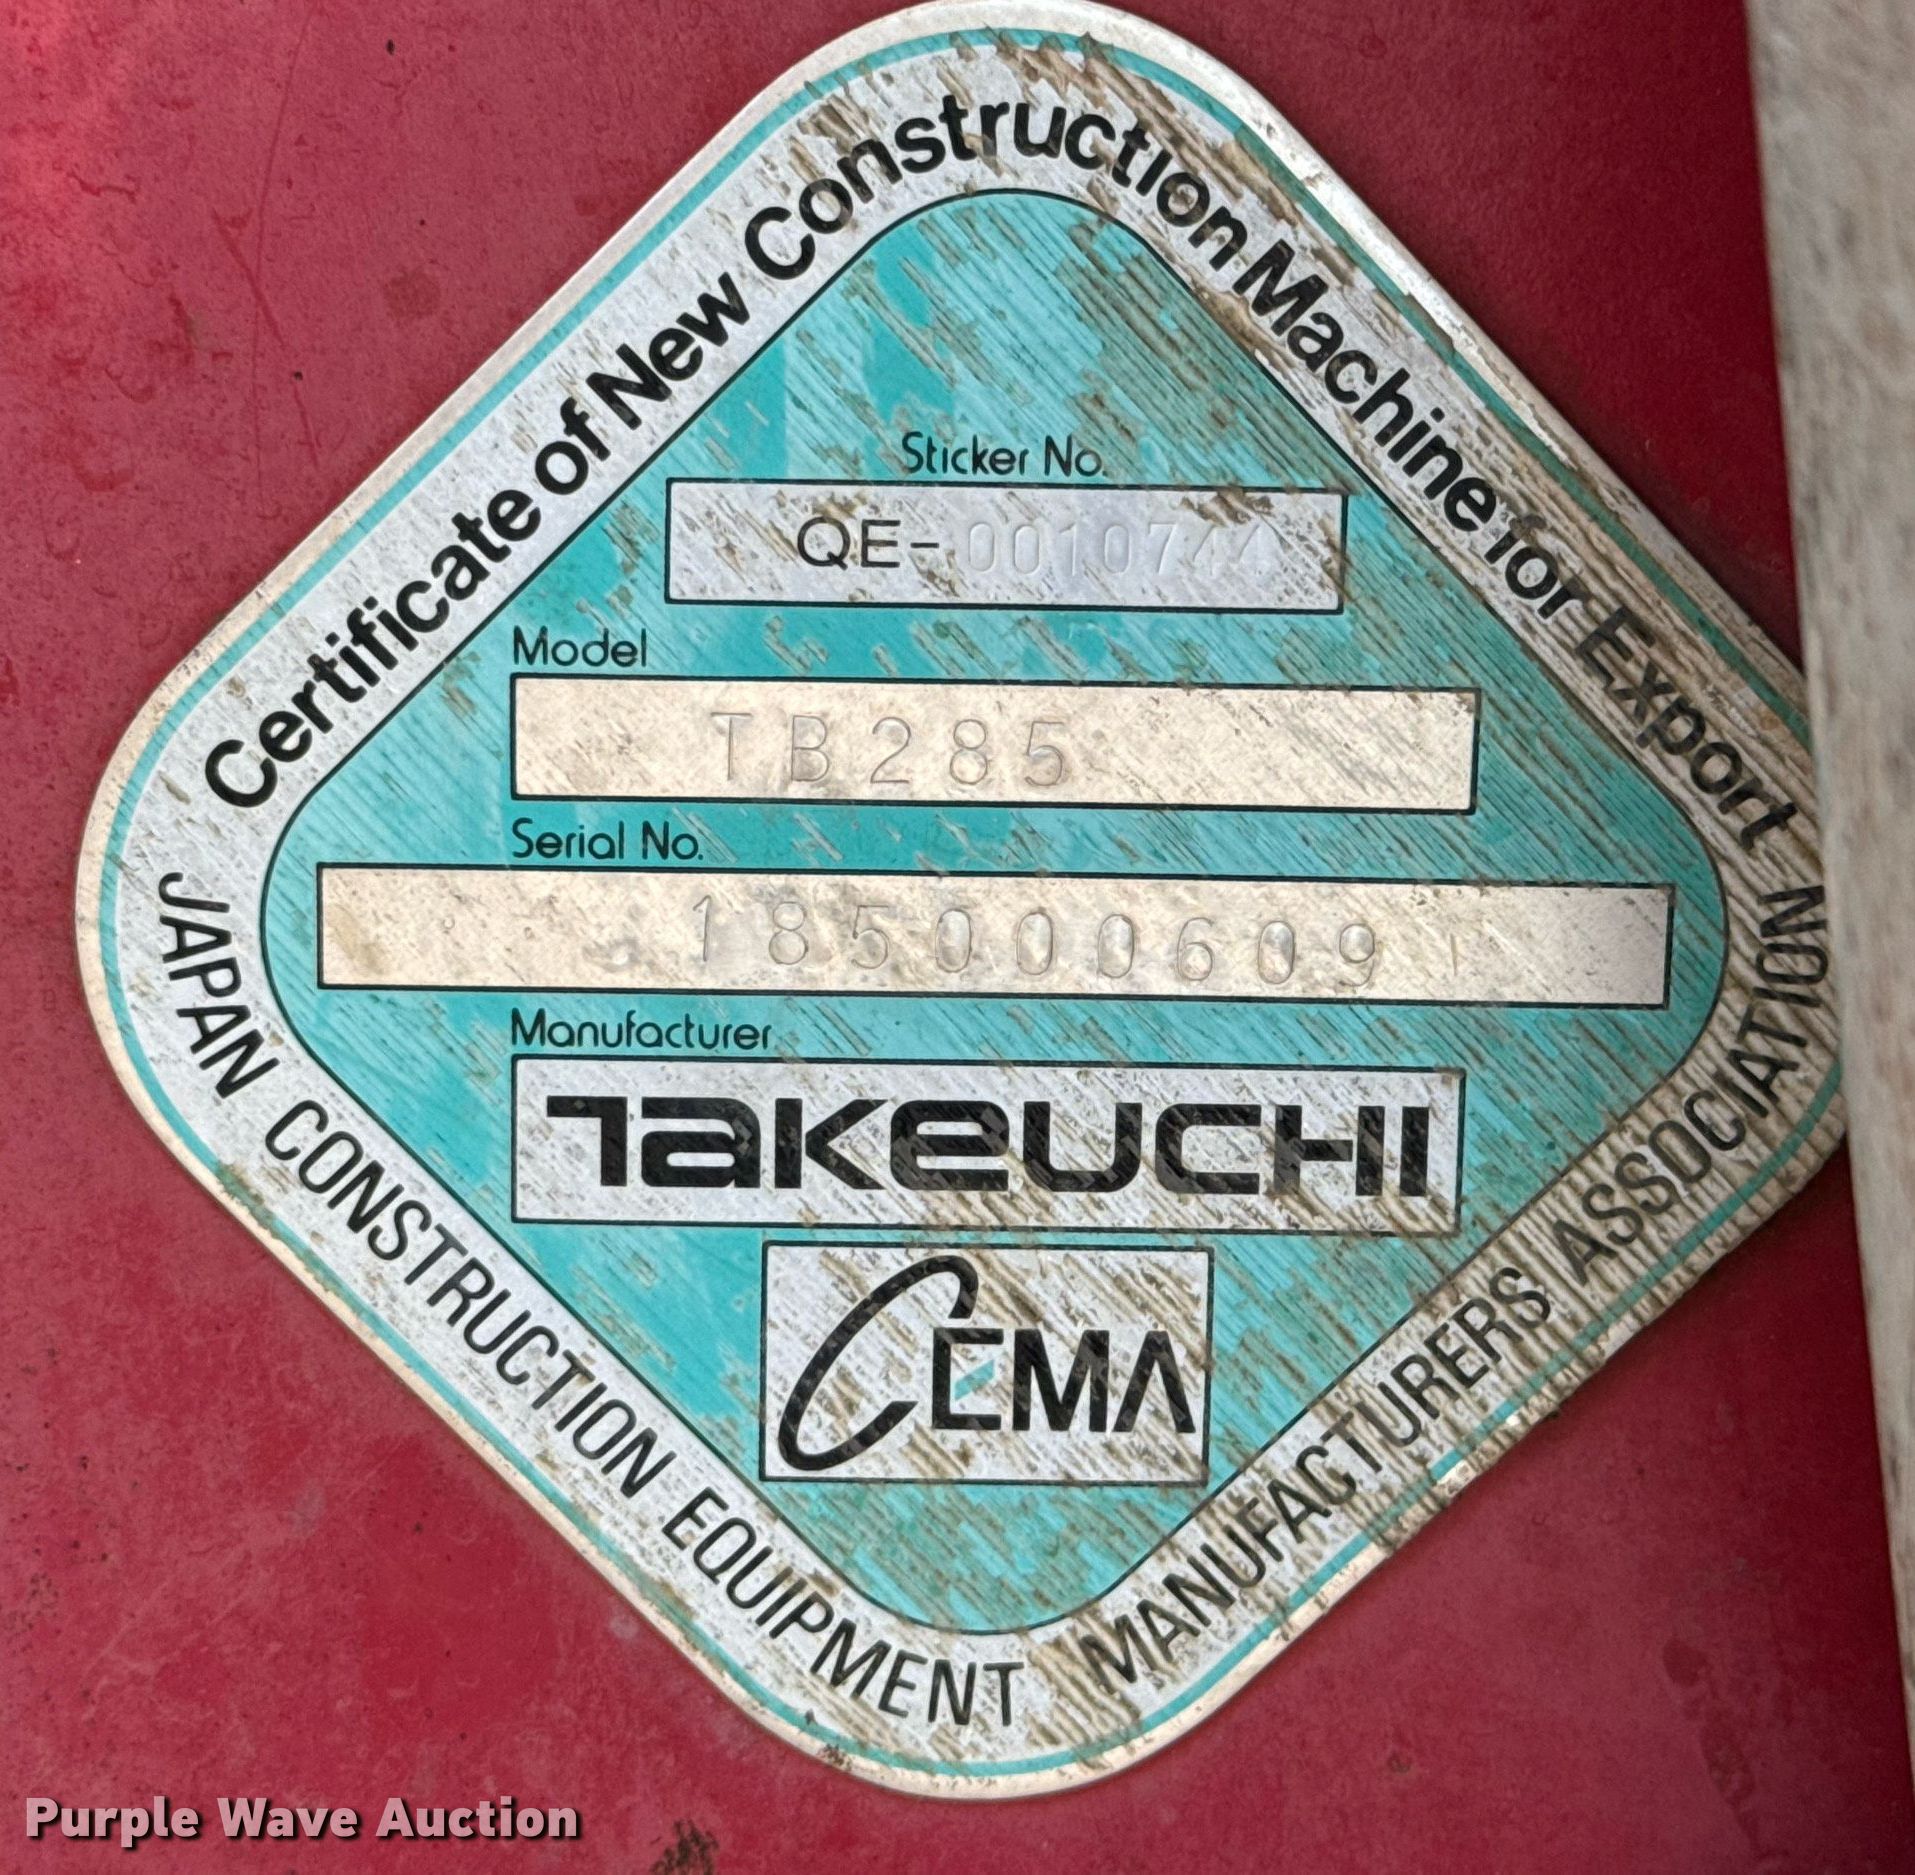 Certificate of New Construction Machine for Export
Sticker No.
QE-0010744
Model
TB285
Serial No.
185000609
Manufacturer
TAKEUCHI
CEMA
JAPAN CONSTRUCTION EQUIPMENT MANUFACTURERS ASSOCIATION
Purple Wave Auction